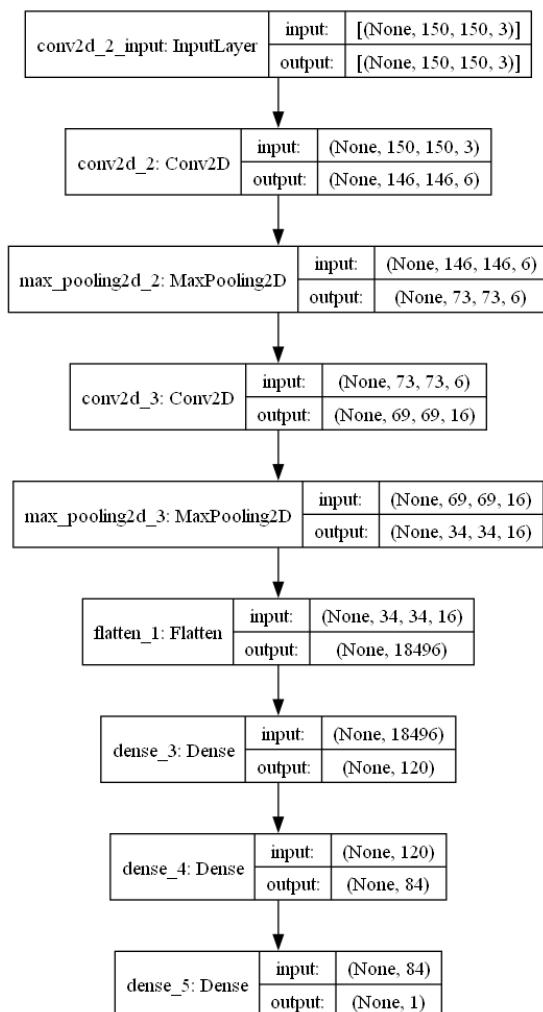 conv2d_2_input: InputLayer
input: [(None, 150, 150, 3)]
output: [(None, 150, 150, 3)]
conv2d_2: Conv2D
input: (None, 150, 150, 3)
output: (None, 146, 146, 6)
max_pooling2d_2: MaxPooling2D
input: (None, 146, 146, 6)
output: (None, 73, 73, 6)
conv2d_3: Conv2D
input: (None, 73, 73, 6)
output: (None, 69, 69, 16)
max_pooling2d_3: MaxPooling2D
input: (None, 69, 69, 16)
output: (None, 34, 34, 16)
flatten_1: Flatten
input: (None, 34, 34, 16)
output: (None, 18496)
dense_3: Dense
input: (None, 18496)
output: (None, 120)
dense_4: Dense
input: (None, 120)
output: (None, 84)
dense_5: Dense
input: (None, 84)
output: (None, 1)